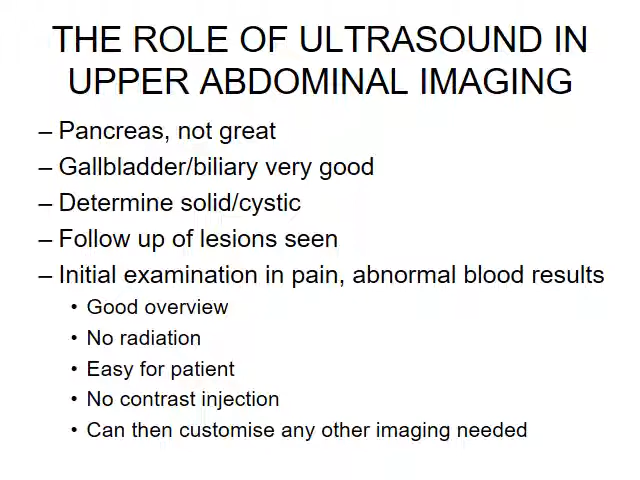 THE ROLE OF ULTRASOUND IN
UPPER ABDOMINAL IMAGING
– Pancreas, not great
– Gallbladder/biliary very good
– Determine solid/cystic
– Follow up of lesions seen
– Initial examination in pain, abnormal blood results
• Good overview
• No radiation
• Easy for patient
• No contrast injection
• Can then customise any other imaging needed